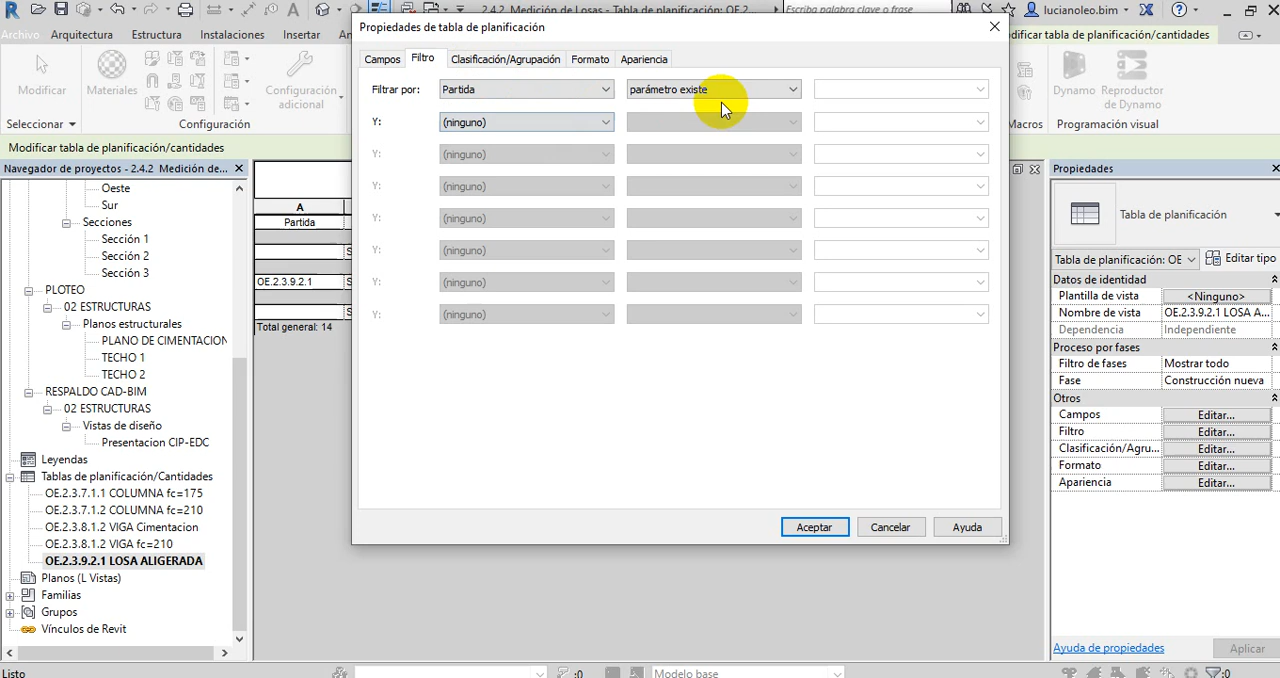 2.4.2 Medición de Losas - Tabla de planificación: OE 2...
Escriba palabra clave o frase
lucianoleo.bim
Archivo Arquitectura Estructura Instalaciones Insertar
dificar tabla de planificación/cantidades
Modificar
Materiales
Configuración
adicional
Seleccionar
Configuración
Dynamo
Reproductor
de Dynamo
Macros
Programación visual
Modificar tabla de planificación/cantidades
Navegador de proyectos - 2.4.2 Medición de...
Oeste
Sur
Secciones
Sección 1
Sección 2
Sección 3
PLOTEO
02 ESTRUCTURAS
Planos estructurales
PLANO DE CIMENTACION
TECHO 1
TECHO 2
RESPALDO CAD-BIM
02 ESTRUCTURAS
Vistas de diseño
Presentacion CIP-EDC
Leyendas
Tablas de planificación/Cantidades
OE.2.3.7.1.1 COLUMNA fc=175
OE.2.3.7.1.2 COLUMNA fc=210
OE.2.3.8.1.2 VIGA Cimentacion
OE.2.3.8.1.2 VIGA fc=210
OE.2.3.9.2.1 LOSA ALIGERADA
Planos (L Vistas)
Familias
Grupos
Vínculos de Revit
A
Partida
S
OE.2.3.9.2.1 S
S
Total general: 14
Propiedades de tabla de planificación
Campos Filtro Clasificación/Agrupación Formato Apariencia
Filtrar por: Partida parámetro existe
Y: (ninguno)
Y: (ninguno)
Y: (ninguno)
Y: (ninguno)
Y: (ninguno)
Y: (ninguno)
Y: (ninguno)
Aceptar Cancelar Ayuda
Propiedades
Tabla de planificación
Tabla de planificación: OE Editar tipo
Datos de identidad
Plantilla de vista <Ninguno>
Nombre de vista OE.2.3.9.2.1 LOSA A...
Dependencia Independiente
Proceso por fases
Filtro de fases Mostrar todo
Fase Construcción nueva
Otros
Campos Editar...
Filtro Editar...
Clasificación/Agru... Editar...
Formato Editar...
Apariencia Editar...
Ayuda de propiedades Aplicar
Listo
:0
Modelo base
:0